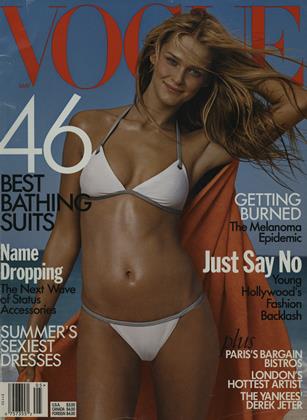 VOGUE
MAY
46
BEST
BATHING
SUITS
GETTING
BURNED
The Melanoma
Epidemic
Name
Dropping
The Next Wave
of Status
Accessories
Just Say No
Young
Hollywood's
Fashion
Backlash
SUMMER'S
SEXIEST
DRESSES
plus
PARIS'S BARGAIN
BISTROS
LONDON'S
HOTTEST ARTIST
THE YANKEES'
DEREK JETER